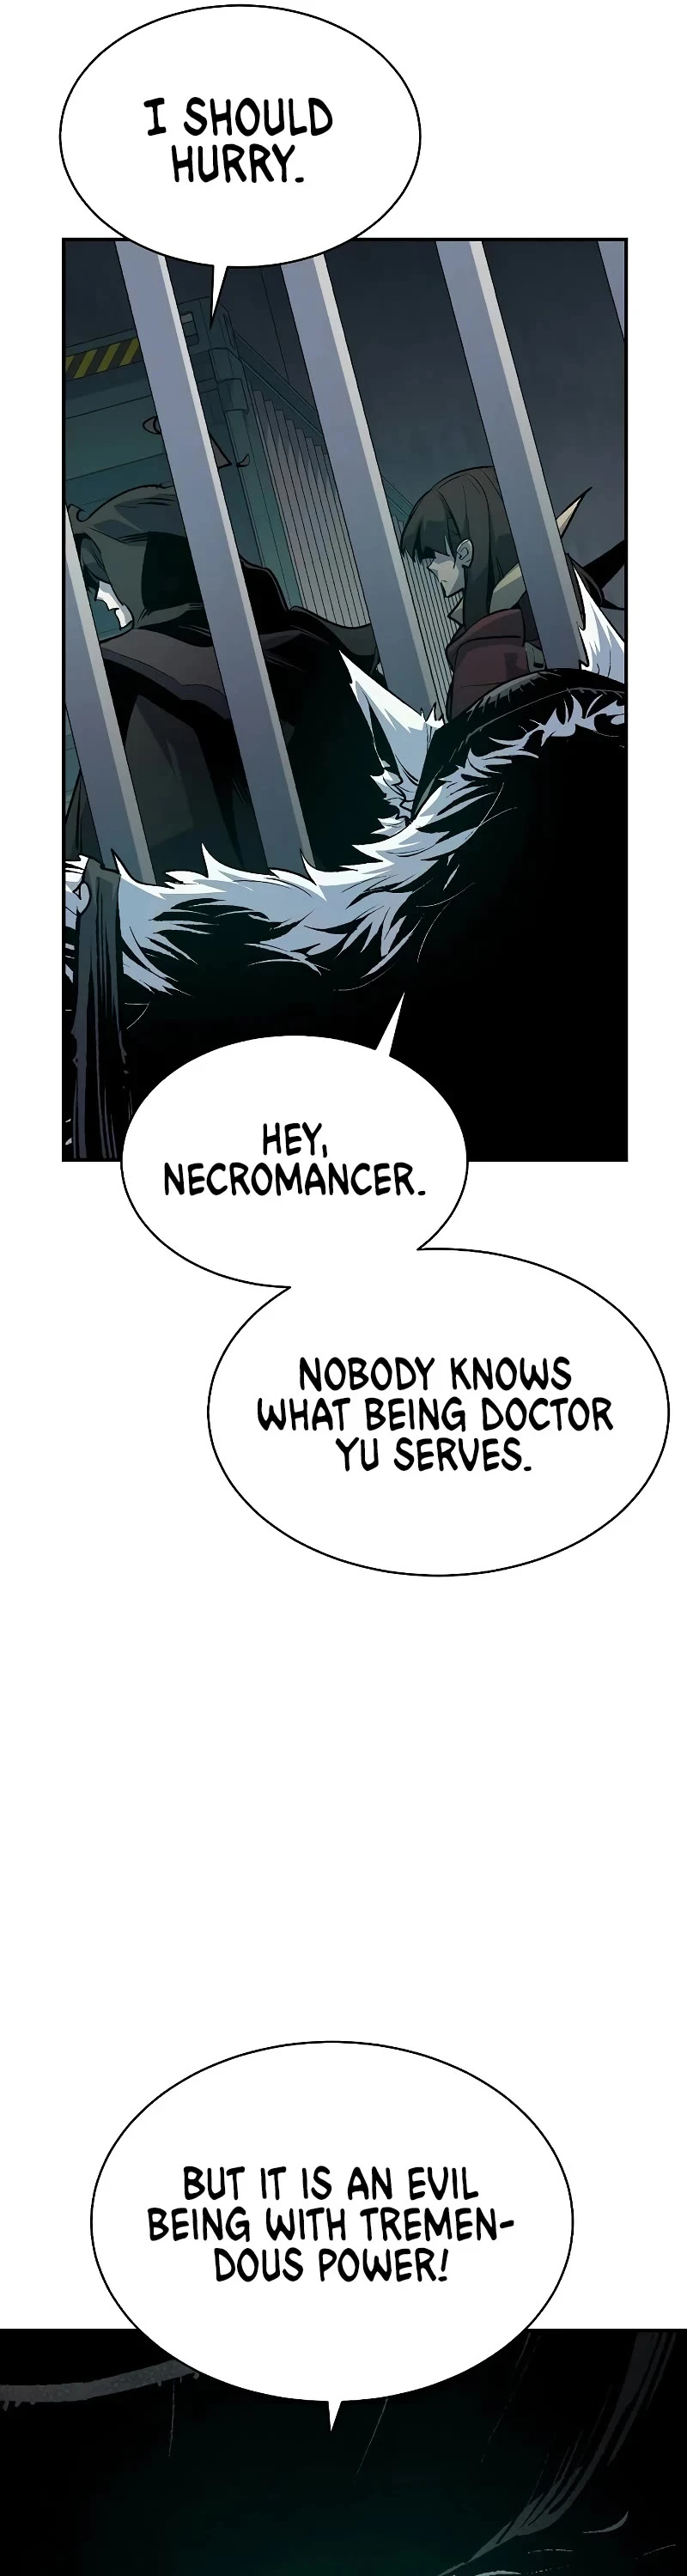 I SHOULD
HURRY.
HEY,
NECROMANCER.
NOBODY KNOWS
WHAT BEING DOCTOR
YU SERVES.
BUT IT IS AN EVIL
BEING WITH TREMEN-
DOUS POWER!